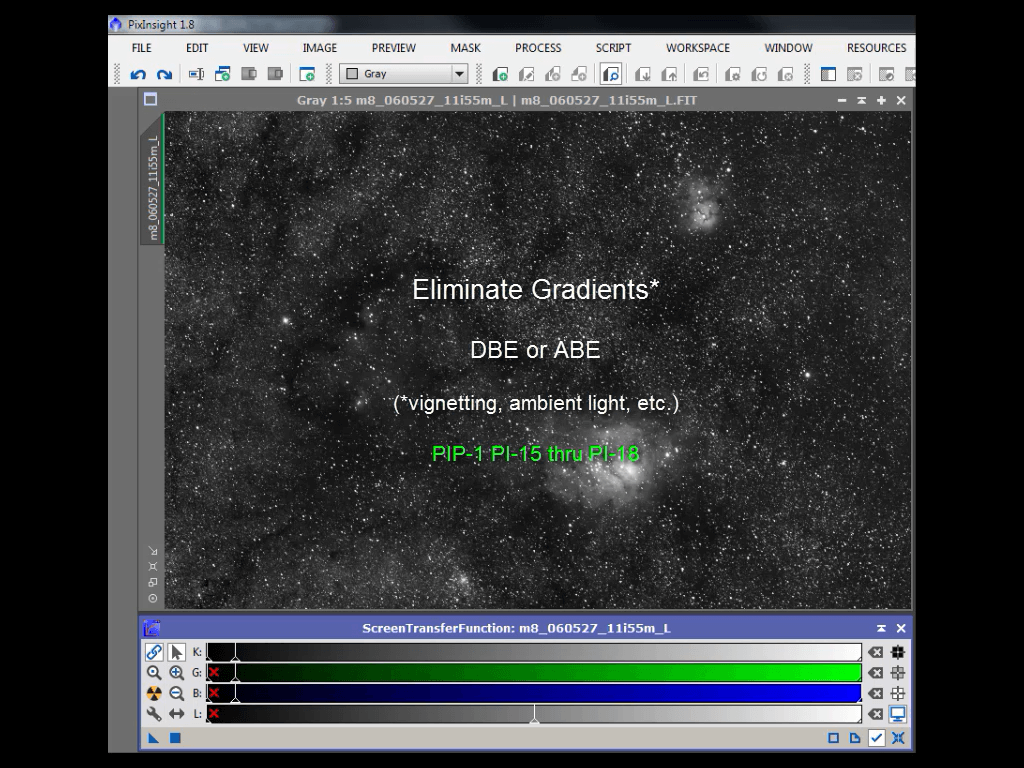 PixInsight 1.8
FILE EDIT VIEW IMAGE PREVIEW MASK PROCESS SCRIPT WORKSPACE WINDOW RESOURCES
Gray
Gray 1:5 m8_060527_11i55m_L | m8_060527_11i55m_L.FIT
m8_060527_11i55m_L
Eliminate Gradients*
DBE or ABE
(*vignetting, ambient light, etc.)
PIP-1 PI-15 thru PI-18
ScreenTransferFunction: m8_060527_11i55m_L
K:
G:
B:
L: